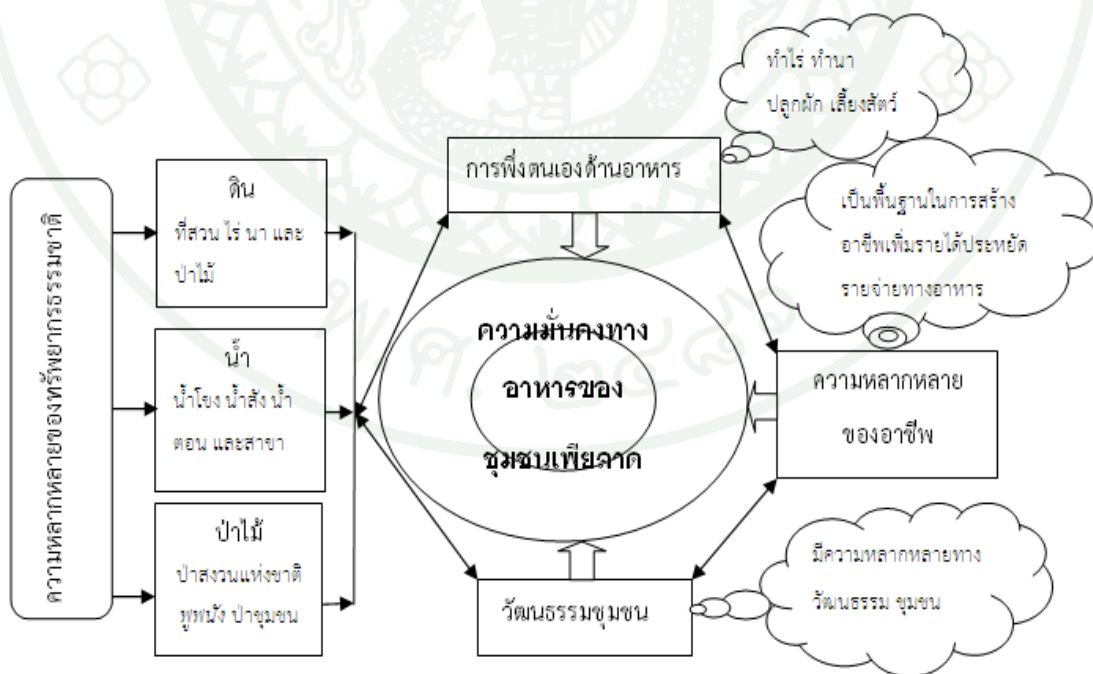 ความหลากหลายของทรัพยากรธรรมชาติ
ดิน
ที่สวน ไร่ นา และ
ป่าไม้
น้ำ
น้ำโขง น้ำสัง น้ำ
ตอน และสาขา
ป่าไม้
ป่าสงวนแห่งชาติ
ภูพนัง ป่าชุมชน
การพึ่งตนเองด้านอาหาร
ทำไร่ ทำนา
ปลูกผัก เลี้ยงสัตว์
เป็นพื้นฐานในการสร้าง
อาชีพเพิ่มรายได้ประหยัด
รายจ่ายทางอาหาร
ความมั่นคงทาง
อาหารของ
ชุมชนเพียภาด
ความหลากหลาย
ของอาชีพ
วัฒนธรรมชุมชน
มีความหลากหลายทาง
วัฒนธรรม ชุมชน
พ.ศ. ๒๔๘๖